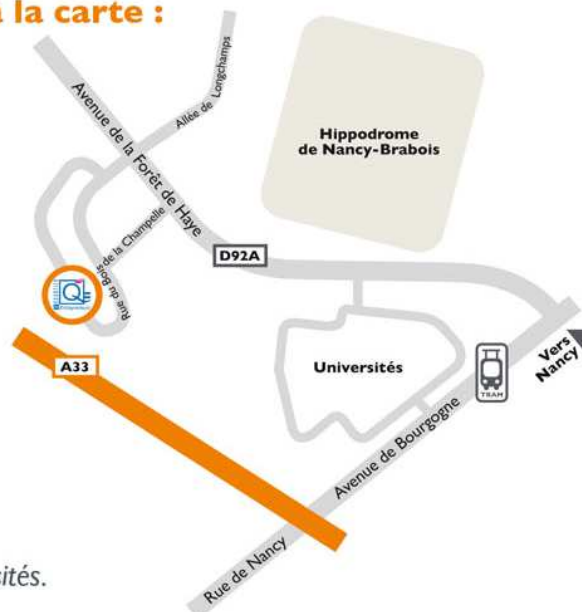 à la carte :
Allée de Longchamps
Avenue de la Forêt de Haye
Hippodrome
de Nancy-Brabois
Rue du Bois de la Champelle
D92A
Q
A33
Universités
TRAM
Vers
Nancy
Avenue de Bourgogne
Rue de Nancy
sités.